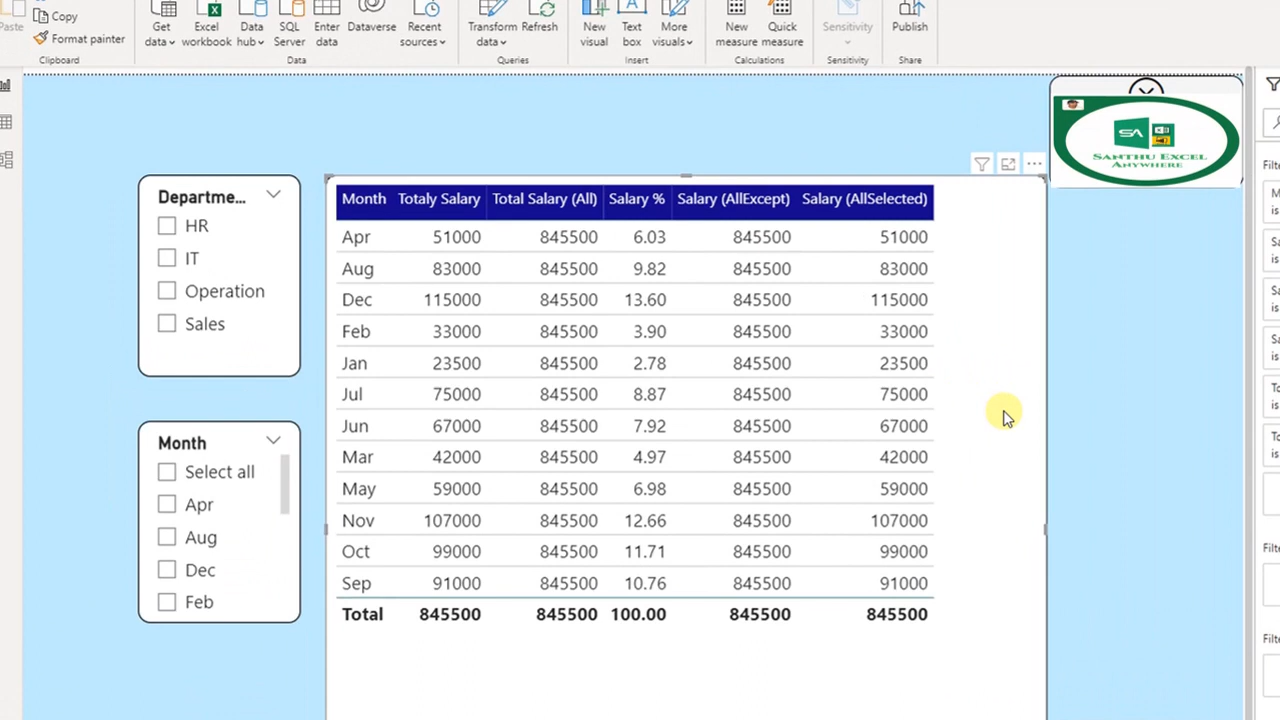 Paste
Copy
Format painter
Clipboard
Get
data
Excel
workbook
Data
hub
SQL
Server
Enter
data
Dataverse
Recent
sources
Data
Transform
data
Refresh
Queries
New
visual
Text
box
More
visuals
Insert
New
measure
Quick
measure
Calculations
Sensitivity
Sensitivity
Publish
Share
SA
SANTHU EXCEL
ANYWHERE
Departme...
HR
IT
Operation
Sales
Month
Select all
Apr
Aug
Dec
Feb
Month Totaly Salary Total Salary (All) Salary % Salary (AllExcept) Salary (AllSelected)
Apr 51000 845500 6.03 845500 51000
Aug 83000 845500 9.82 845500 83000
Dec 115000 845500 13.60 845500 115000
Feb 33000 845500 3.90 845500 33000
Jan 23500 845500 2.78 845500 23500
Jul 75000 845500 8.87 845500 75000
Jun 67000 845500 7.92 845500 67000
Mar 42000 845500 4.97 845500 42000
May 59000 845500 6.98 845500 59000
Nov 107000 845500 12.66 845500 107000
Oct 99000 845500 11.71 845500 99000
Sep 91000 845500 10.76 845500 91000
Total 845500 845500 100.00 845500 845500
is
is
is
is
is
is